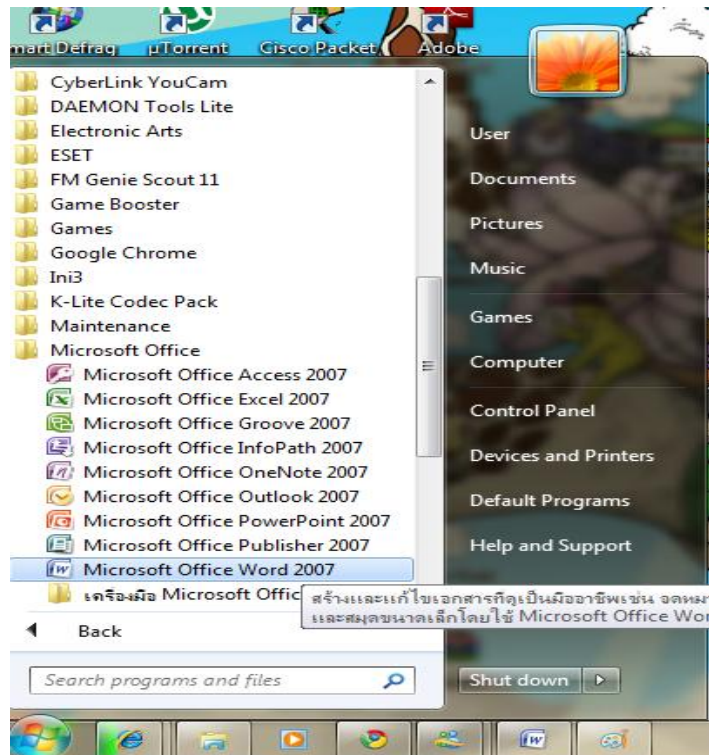 mart Defrag µTorrent Cisco Packet Adobe
CyberLink YouCam
DAEMON Tools Lite
Electronic Arts
ESET
FM Genie Scout 11
Game Booster
Games
Google Chrome
Ini3
K-Lite Codec Pack
Maintenance
Microsoft Office
Microsoft Office Access 2007
Microsoft Office Excel 2007
Microsoft Office Groove 2007
Microsoft Office InfoPath 2007
Microsoft Office OneNote 2007
Microsoft Office Outlook 2007
Microsoft Office PowerPoint 2007
Microsoft Office Publisher 2007
Microsoft Office Word 2007
เครื่องมือ Microsoft Offic
สร้างและแก้ไขเอกสารที่ดูเป็นมืออาชีพเช่น จดหม
และสมุดขนาดเล็กโดยใช้ Microsoft Office Wor
Back
Search programs and files
User
Documents
Pictures
Music
Games
Computer
Control Panel
Devices and Printers
Default Programs
Help and Support
Shut down